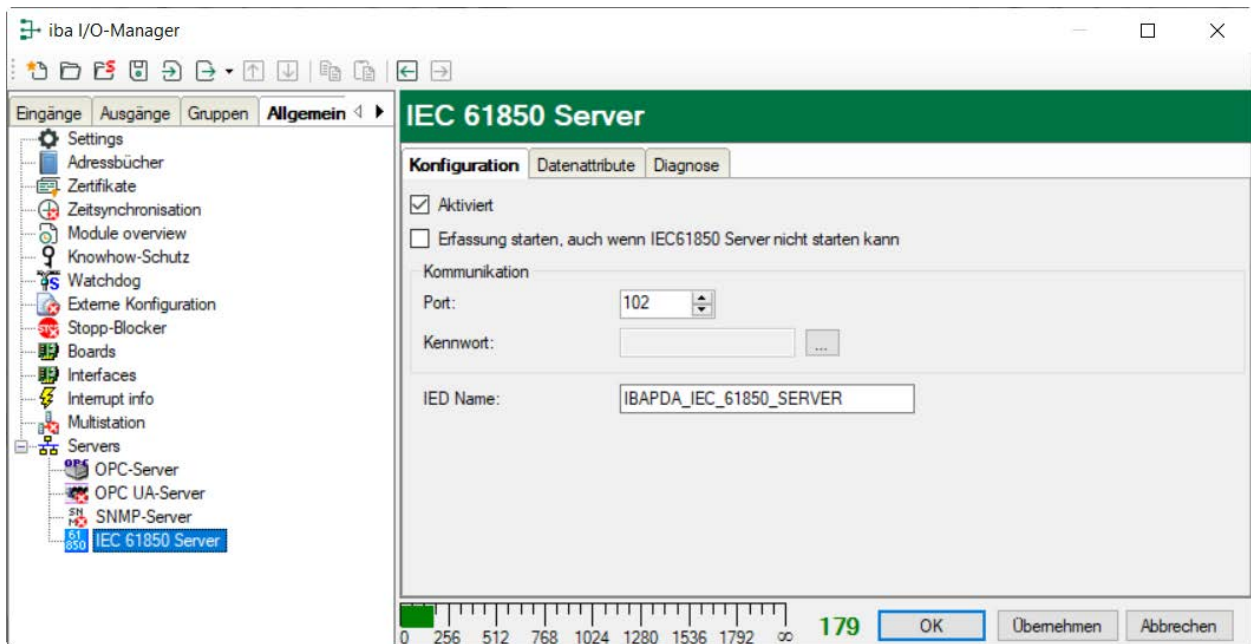 iba I/O-Manager
Eingänge Ausgänge Gruppen Allgemein
Settings
Adressbücher
Zertifikate
Zeitsynchronisation
Module overview
Knowhow-Schutz
Watchdog
Externe Konfiguration
Stopp-Blocker
Boards
Interfaces
Interrupt info
Multistation
Servers
OPC-Server
OPC UA-Server
SNMP-Server
IEC 61850 Server
IEC 61850 Server
Konfiguration Datenattribute Diagnose
Aktiviert
Erfassung starten, auch wenn IEC61850 Server nicht starten kann
Kommunikation
Port: 102
Kennwort: ...
IED Name: IBAPDA_IEC_61850_SERVER
0 256 512 768 1024 1280 1536 1792 ∞ 179 OK Übernehmen Abbrechen